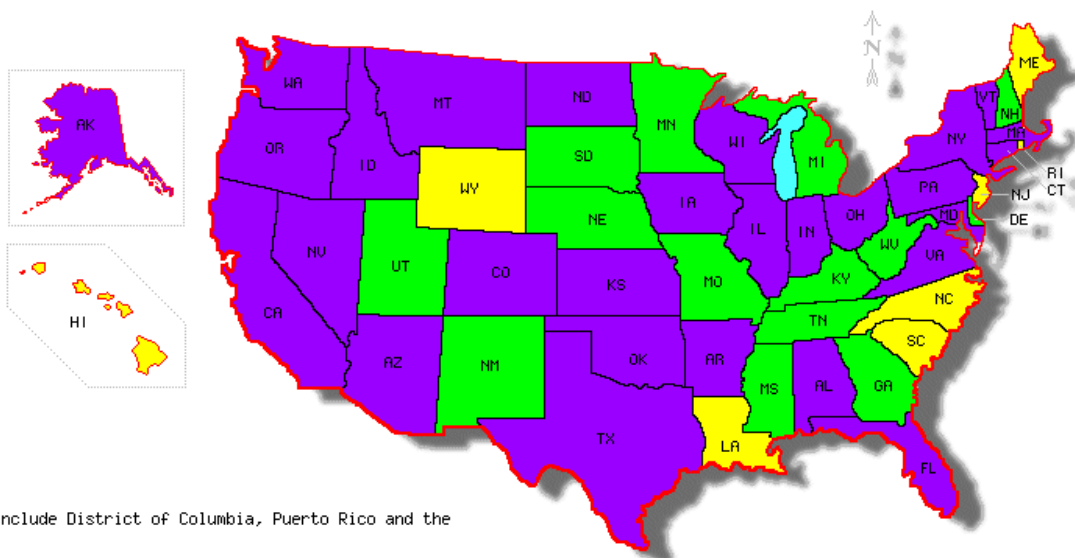 N
ME
WA
MT
ND
VT
NH
AK
MN
MA
OR
WI
NY
ID
SD
MI
RI
WY
CT
PA
NJ
IA
NE
OH
MD
DE
IL
IN
NV
UT
WV
CO
VA
KS
MO
KY
HI
CA
NC
TN
SC
AZ
OK
AR
NM
MS
AL
GA
TX
LA
FL
nclude District of Columbia, Puerto Rico and the